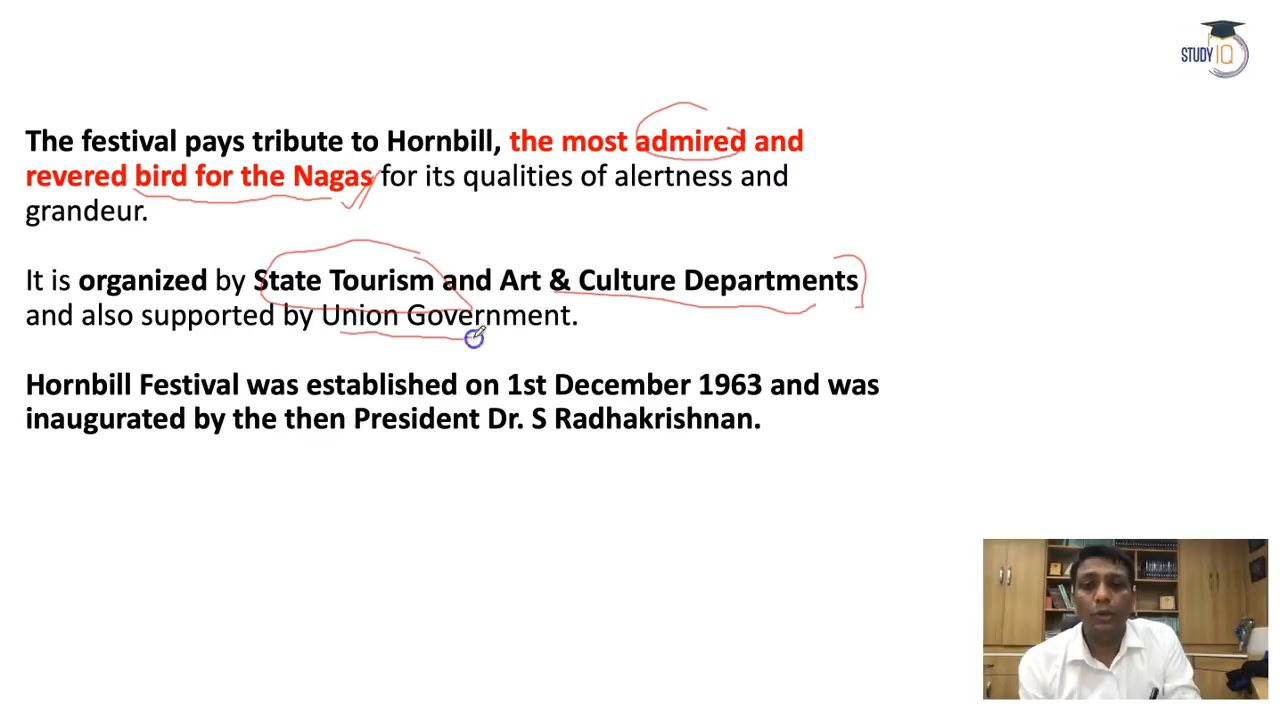 STUDY IQ
The festival pays tribute to Hornbill, the most admired and
revered bird for the Nagas for its qualities of alertness and
grandeur.
It is organized by State Tourism and Art & Culture Departments
and also supported by Union Government.
Hornbill Festival was established on 1st December 1963 and was
inaugurated by the then President Dr. S Radhakrishnan.